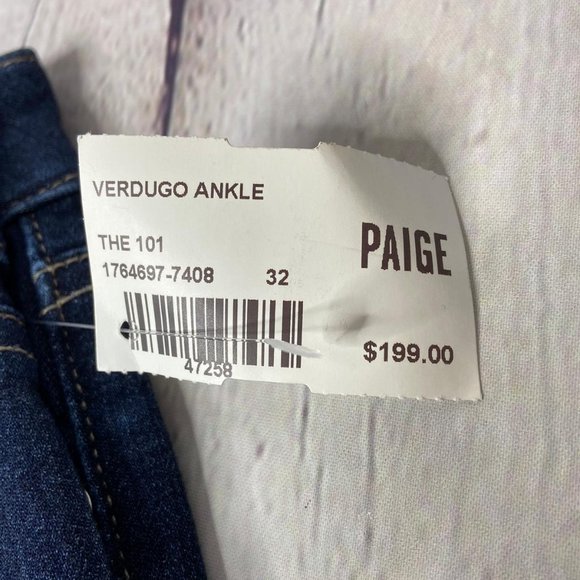 VERDUGO ANKLE
THE 101
PAIGE
1764697-7408 32
47258
$199.00